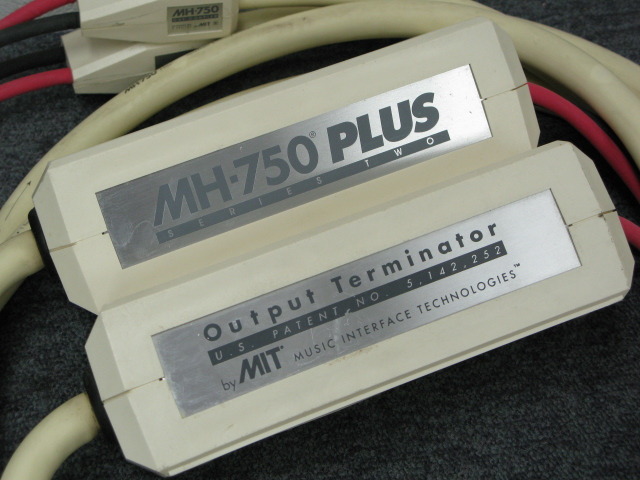 MH-750
MH-750® PLUS
SERIES TWO
Output Terminator
U.S. PATENT NO. 5,142,252
by MIT® MUSIC INTERFACE TECHNOLOGIES™